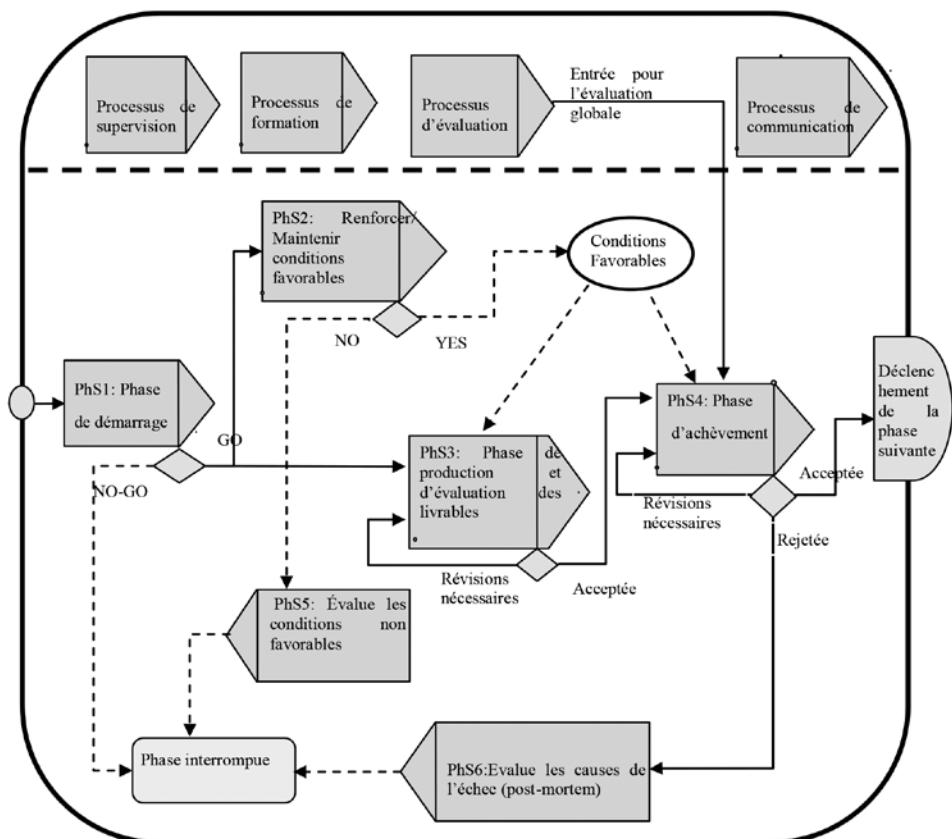 Processus de
supervision
Processus de
formation
Processus
d'évaluation
Entrée pour
l'évaluation
globale
Processus de
communication
PhS2: Renforcer/
Maintenir
conditions
favorables
Conditions
Favorables
NO
YES
PhS1: Phase
de démarrage
GO
NO-GO
PhS3: Phase de
production et
d'évaluation des
livrables
Révisions
nécessaires
Acceptée
PhS4: Phase
d'achèvement
Révisions
nécessaires
Acceptée
Rejetée
Déclenc
hement
de la
phase
suivante
PhS5: Évalue les
conditions non
favorables
Phase interrompue
PhS6:Evalue les causes de
l'échec (post-mortem)